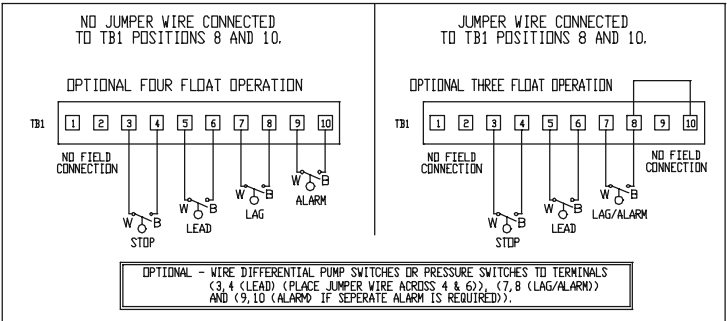 NO JUMPER WIRE CONNECTED
TO TB1 POSITIONS 8 AND 10.
OPTIONAL FOUR FLOAT OPERATION
TB1 1 2 3 4 5 6 7 8 9 10
NO FIELD
CONNECTION
W B
STOP
W B
LEAD
W B
LAG
W B
ALARM
JUMPER WIRE CONNECTED
TO TB1 POSITIONS 8 AND 10.
OPTIONAL THREE FLOAT OPERATION
TB1 1 2 3 4 5 6 7 8 9 10
NO FIELD
CONNECTION
W B
STOP
W B
LEAD
W B
LAG/ALARM
NO FIELD
CONNECTION
OPTIONAL - WIRE DIFFERENTIAL PUMP SWITCHES OR PRESSURE SWITCHES TO TERMINALS
(3,4 (LEAD) (PLACE JUMPER WIRE ACROSS 4 & 6)), (7,8 (LAG/ALARM))
AND (9,10 (ALARM) IF SEPERATE ALARM IS REQUIRED)).